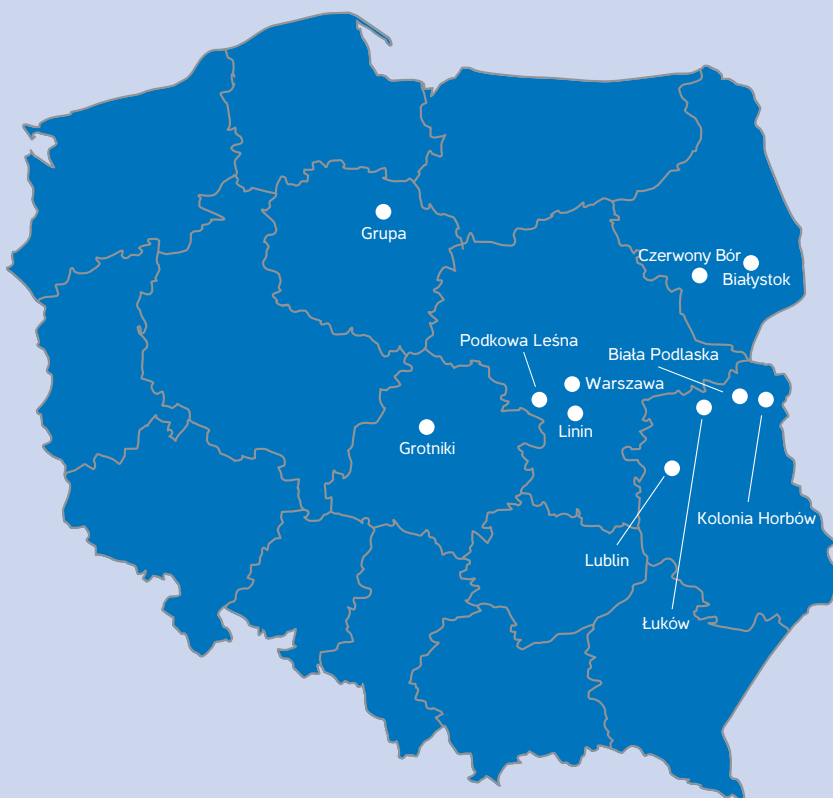 Grupa
Czerwony Bór
Białystok
Podkowa Leśna
Biała Podlaska
Warszawa
Linin
Grotniki
Kolonia Horbów
Lublin
Łuków